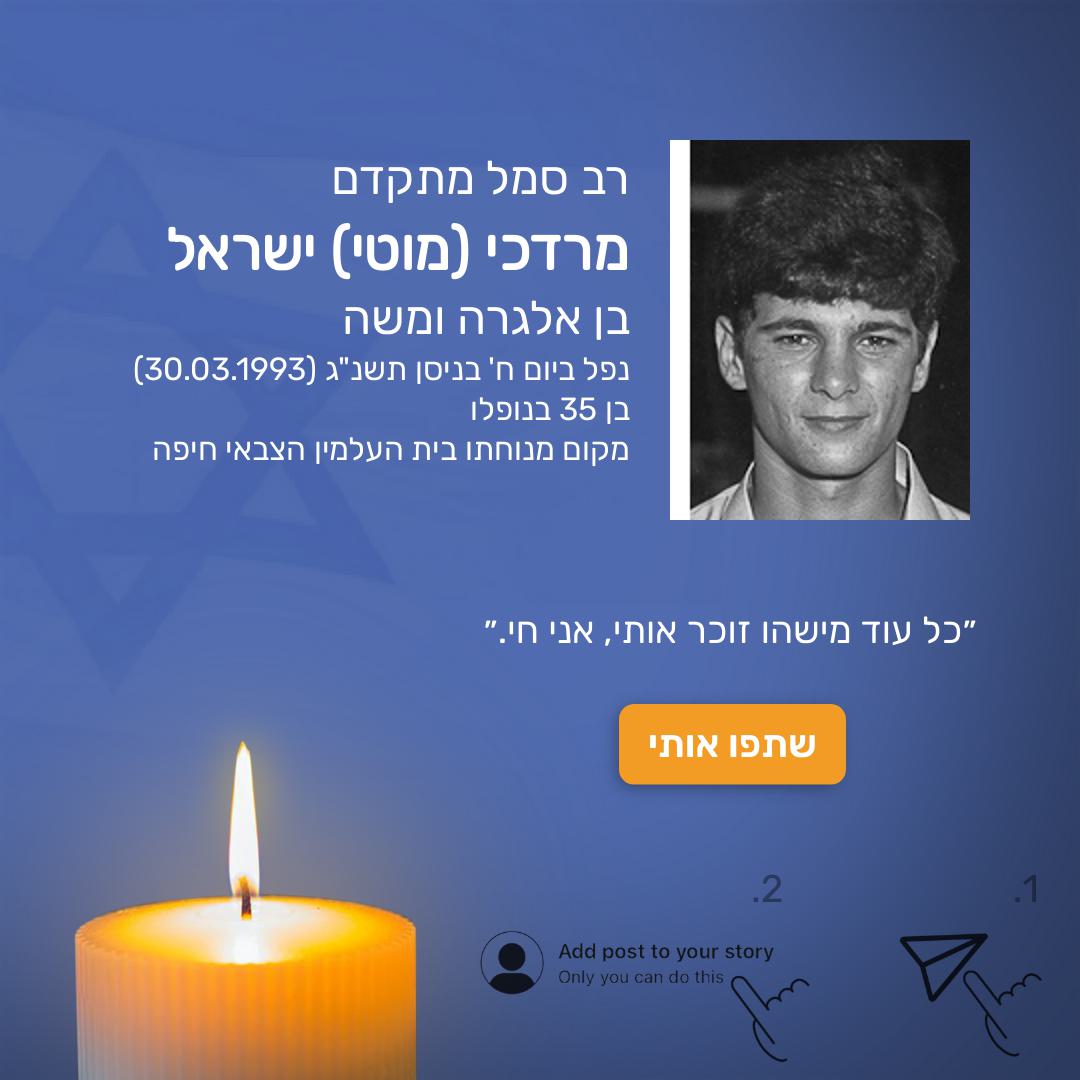 רב סמל מתקדם
מרדכי (מוטי) ישראל
בן אלגרה ומשה
נפל ביום ח' בניסן תשנ"ג (30.03.1993)
בן 35 בנופלו
מקום מנוחתו בית העלמין הצבאי חיפה
״כל עוד מישהו זוכר אותי, אני חי.״
שתפו אותי
1.
2.
Add post to your story
Only you can do this